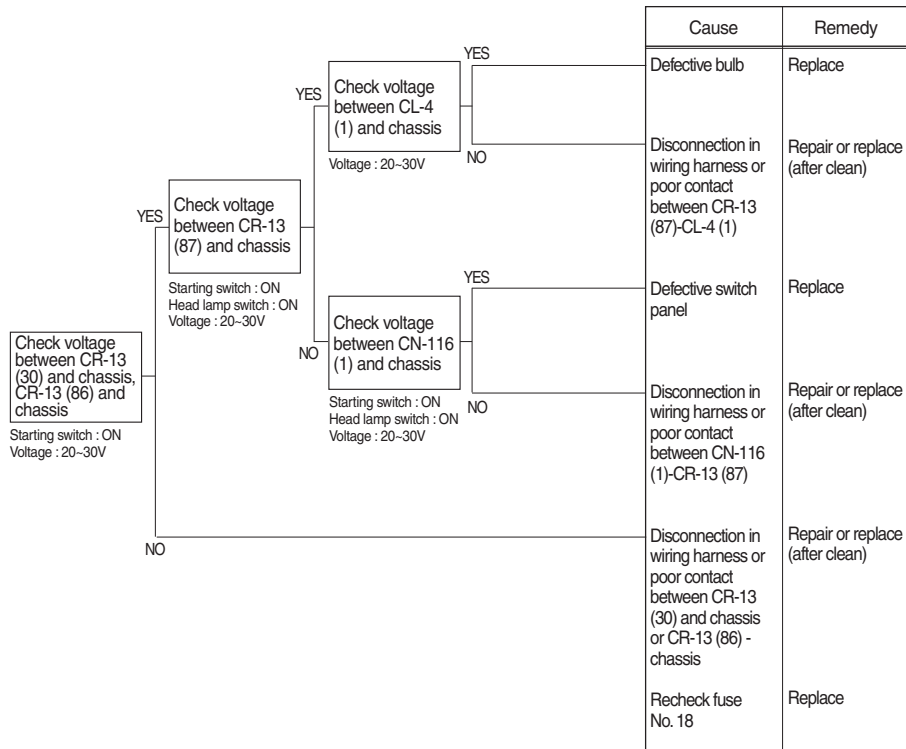 Cause
Remedy
YES
Defective bulb
Replace
YES
Check voltage
between CL-4
(1) and chassis
Voltage : 20~30V
NO
Disconnection in
wiring harness or
poor contact
between CR-13
(87)-CL-4 (1)
Repair or replace
(after clean)
YES
Check voltage
between CR-13
(87) and chassis
Starting switch : ON
Head lamp switch : ON
Voltage : 20~30V
YES
Defective switch
panel
Replace
NO
Check voltage
between CN-116
(1) and chassis
Starting switch : ON
Head lamp switch : ON
Voltage : 20~30V
NO
Disconnection in
wiring harness or
poor contact
between CN-116
(1)-CR-13 (87)
Repair or replace
(after clean)
Check voltage
between CR-13
(30) and chassis,
CR-13 (86) and
chassis
Starting switch : ON
Voltage : 20~30V
NO
Disconnection in
wiring harness or
poor contact
between CR-13
(30) and chassis
or CR-13 (86) -
chassis
Repair or replace
(after clean)
Recheck fuse
No. 18
Replace